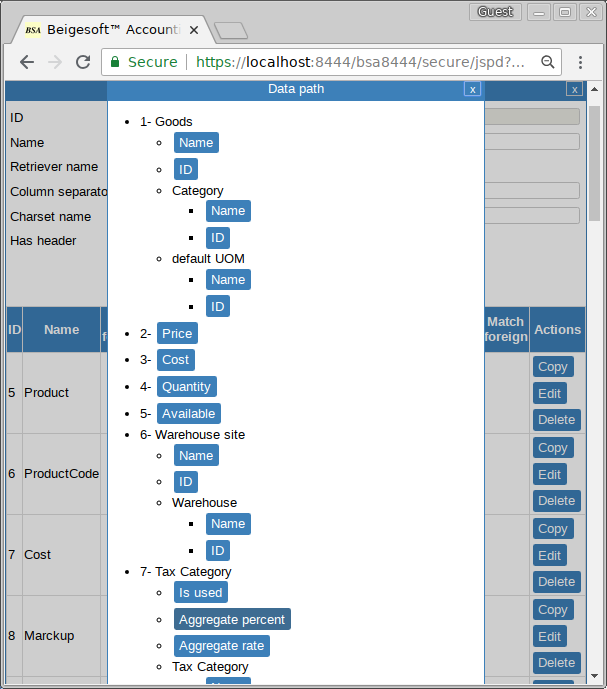 Guest
BSA Beigesoft™ Account
Secure https://localhost:8444/bsa8444/secure/jspd?...
Data path x
x
ID
Name
Retriever name
Column separato
Charset name
Has header
1- Goods
Name
ID
Category
Name
ID
default UOM
Name
ID
2- Price
3- Cost
4- Quantity
5- Available
6- Warehouse site
Name
ID
Warehouse
Name
ID
7- Tax Category
Is used
Aggregate percent
Aggregate rate
Tax Category
ID Name Match foreign Actions
5 Product Copy
Edit
Delete
6 ProductCode Copy
Edit
Delete
7 Cost Copy
Edit
Delete
8 Marckup Copy
Edit
Delete